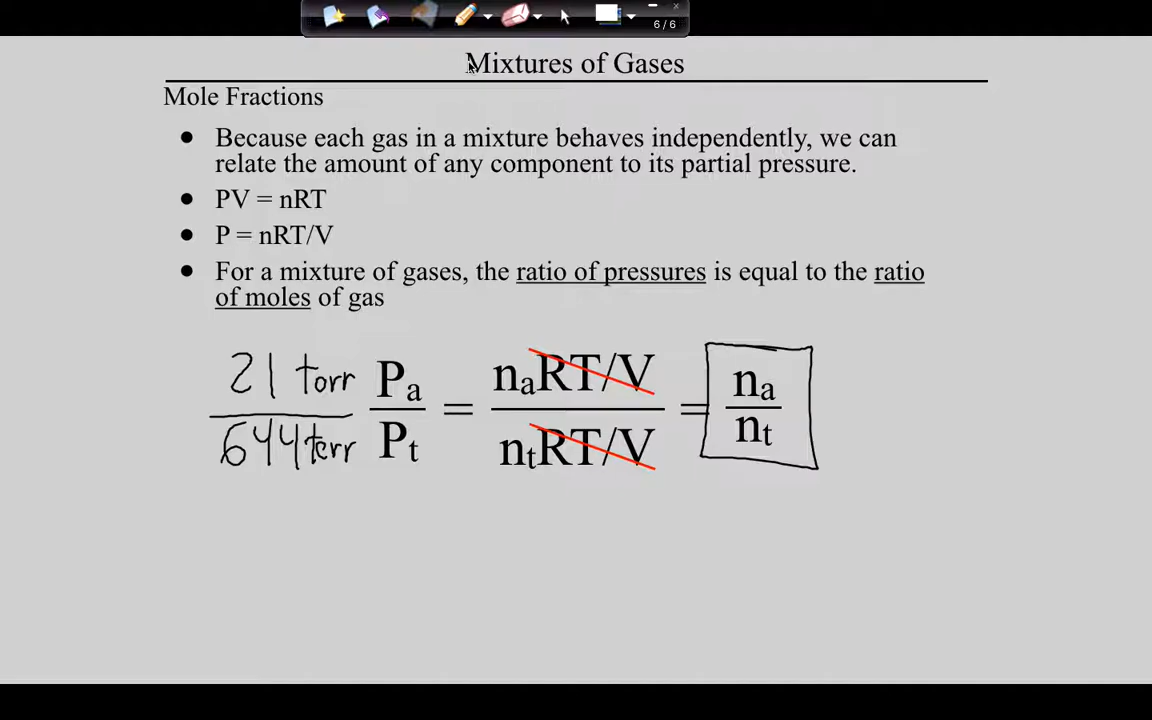 6 / 6
Mixtures of Gases
Mole Fractions
• Because each gas in a mixture behaves independently, we can
relate the amount of any component to its partial pressure.
• PV = nRT
• P = nRT/V
• For a mixture of gases, the ratio of pressures is equal to the ratio
of moles of gas
21 torr Pa naRT/V na
= =
644 terr Pt ntRT/V nt